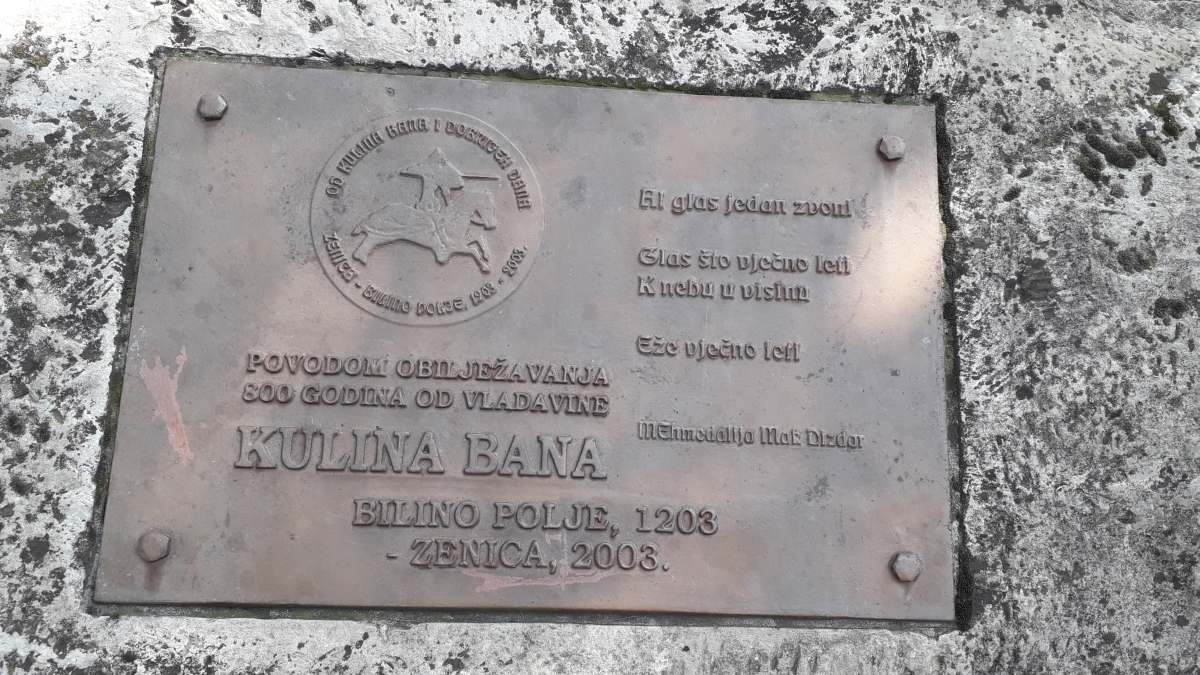 OD KULINA BANA I DOBRIJEH DANA
ZENICA - BILINO POLJE, 1203 - 2003.
POVODOM OBILJEŽAVANJA
800 GODINA OD VLADAVINE
KULINA BANA
BILINO POLJE, 1203
- ZENICA, 2003.
Al glas jedan zvoni
Glas što vječno leti
K nebu u visinu
Eže vječno leti
MEhmedalija Mak Dizdar